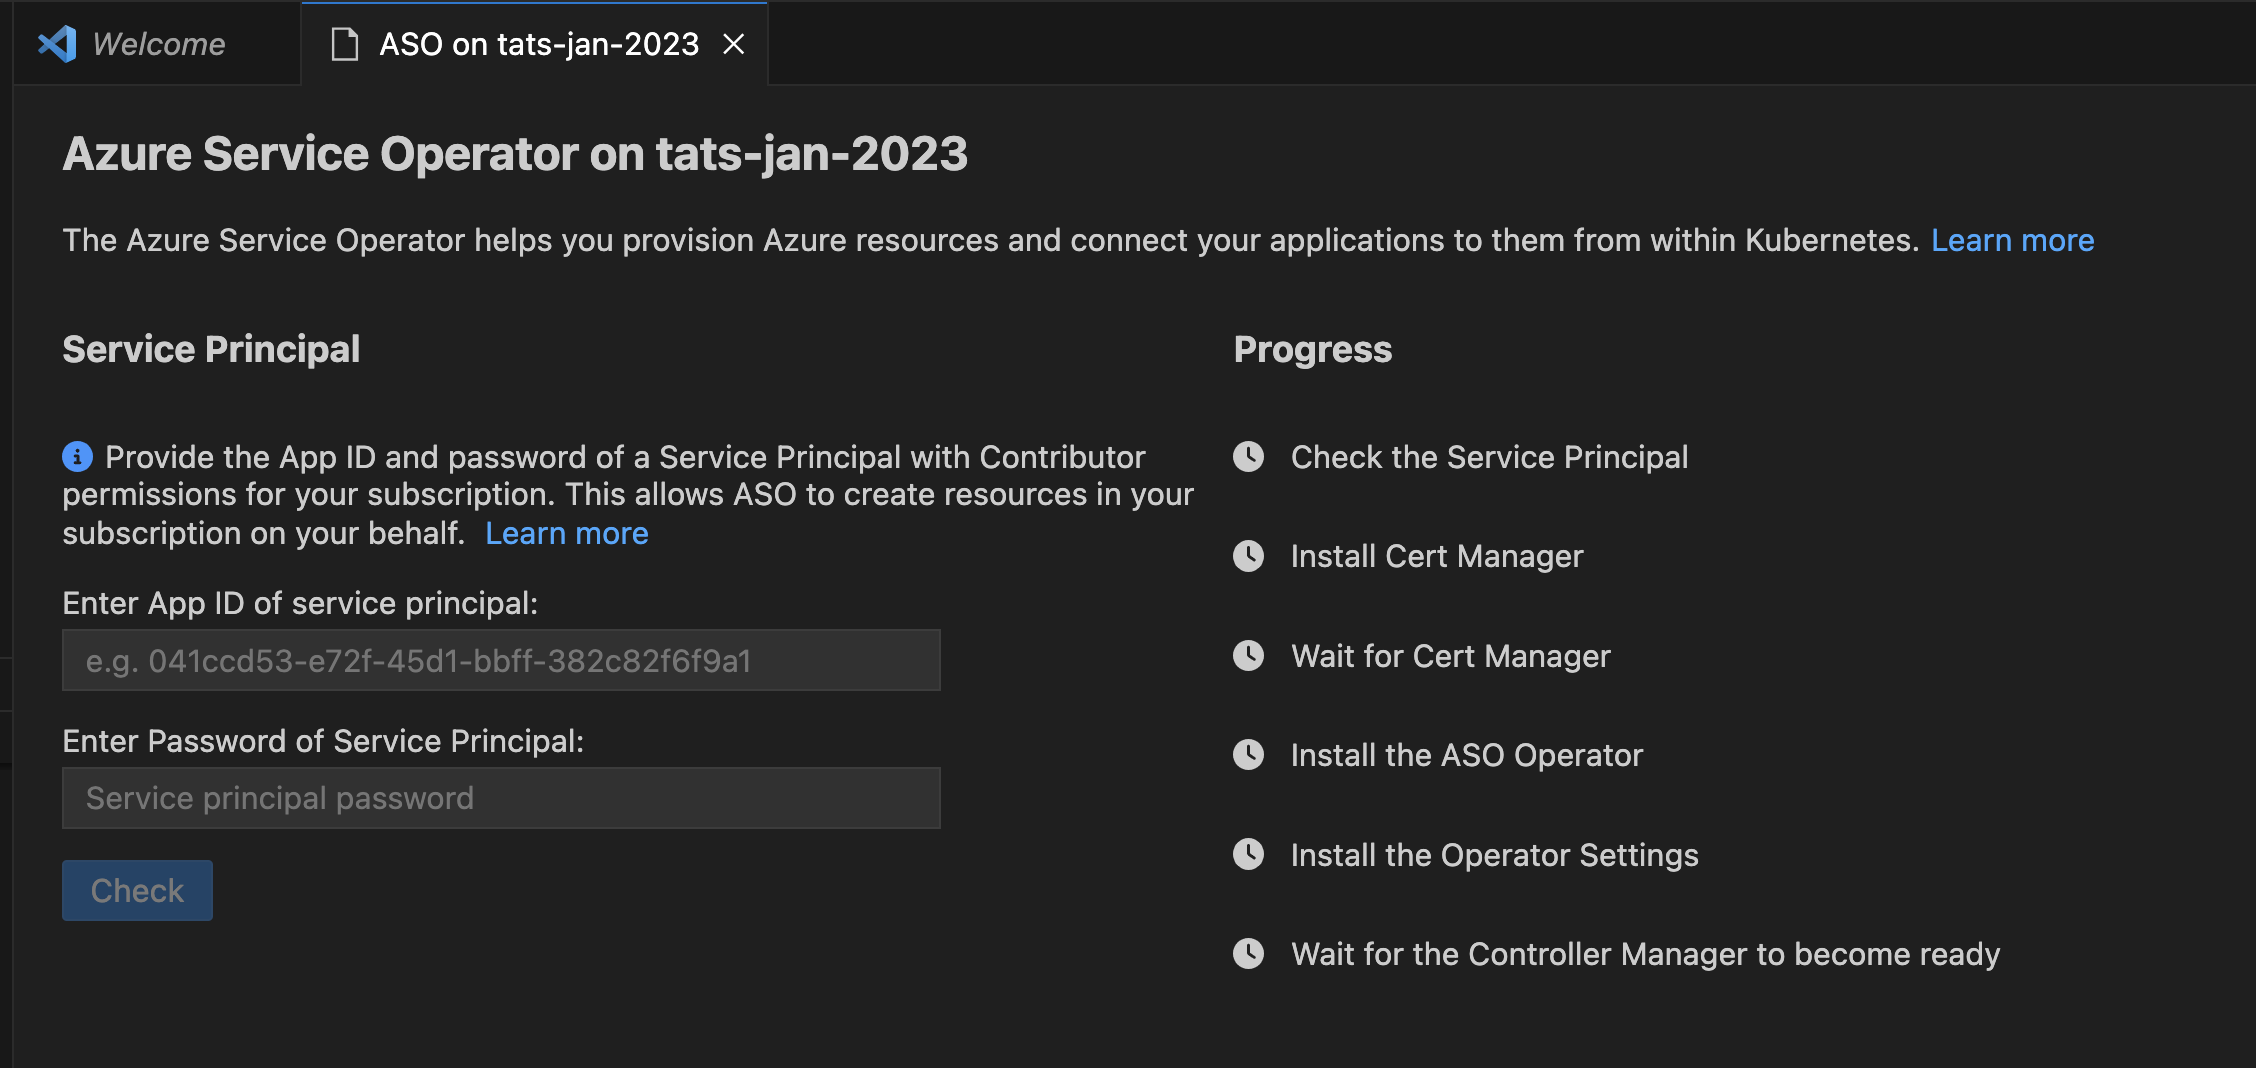 Welcome
ASO on tats-jan-2023
Azure Service Operator on tats-jan-2023
The Azure Service Operator helps you provision Azure resources and connect your applications to them from within Kubernetes. Learn more
Service Principal
Provide the App ID and password of a Service Principal with Contributor
permissions for your subscription. This allows ASO to create resources in your
subscription on your behalf. Learn more
Enter App ID of service principal:
e.g. 041ccd53-e72f-45d1-bbff-382c82f6f9a1
Enter Password of Service Principal:
Service principal password
Check
Progress
Check the Service Principal
Install Cert Manager
Wait for Cert Manager
Install the ASO Operator
Install the Operator Settings
Wait for the Controller Manager to become ready